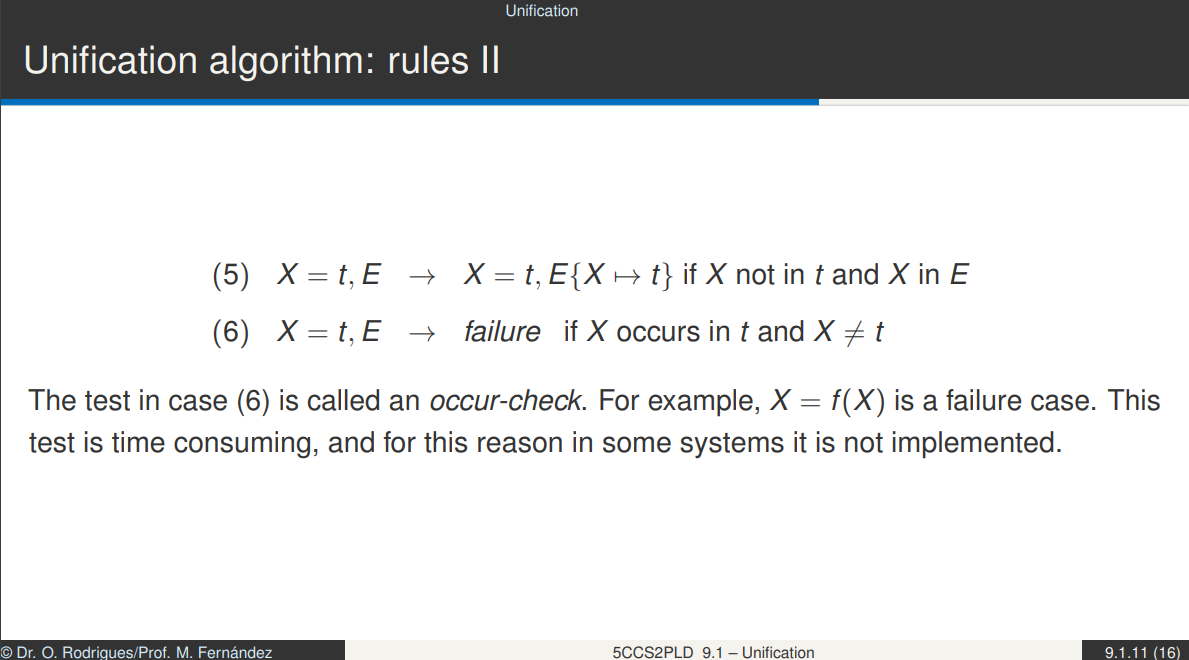 Unification
Unification algorithm: rules II
(5) X = t, E → X = t, E{X ↦ t} if X not in t and X in E
(6) X = t, E → failure if X occurs in t and X ≠ t
The test in case (6) is called an occur-check. For example, X = f(X) is a failure case. This
test is time consuming, and for this reason in some systems it is not implemented.
© Dr. O. Rodrigues/Prof. M. Fernández 5CCS2PLD 9.1 – Unification 9.1.11 (16)